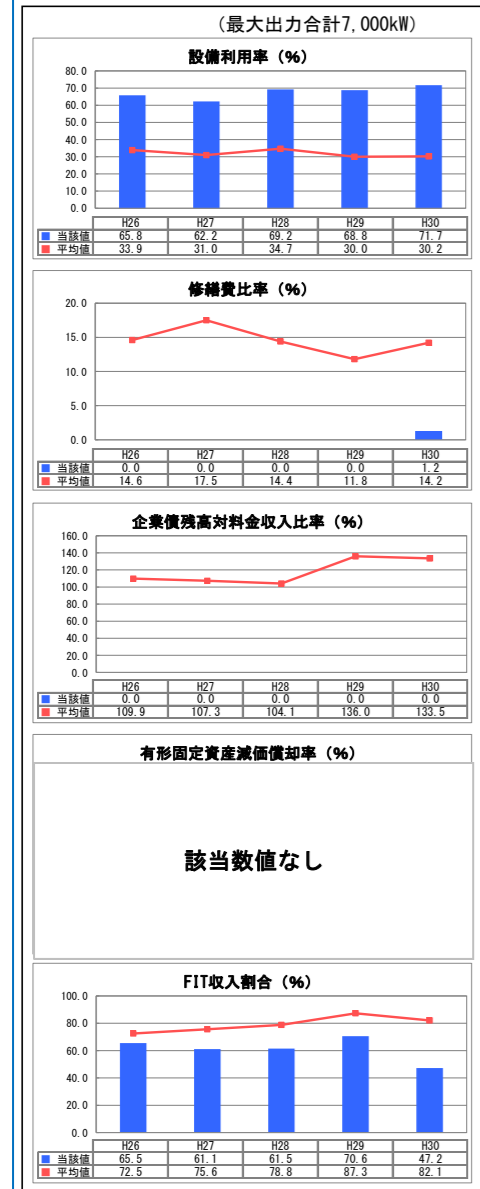 (最大出力合計7,000kW)
設備利用率（%）
80.0
70.0
60.0
50.0
40.0
30.0
20.0
10.0
0.0
H26 H27 H28 H29 H30
当該値 65.8 62.2 69.2 68.8 71.7
平均値 33.9 31.0 34.7 30.0 30.2
修繕費比率（%）
20.0
15.0
10.0
5.0
0.0
H26 H27 H28 H29 H30
当該値 0.0 0.0 0.0 0.0 1.2
平均値 14.6 17.5 14.4 11.8 14.2
企業債残高対料金収入比率（%）
160.0
140.0
120.0
100.0
80.0
60.0
40.0
20.0
0.0
H26 H27 H28 H29 H30
当該値 0.0 0.0 0.0 0.0 0.0
平均値 109.9 107.3 104.1 136.0 133.5
有形固定資産減価償却率（%）
該当数値なし
FIT収入割合（%）
100.0
80.0
60.0
40.0
20.0
0.0
H26 H27 H28 H29 H30
当該値 65.5 61.1 61.5 70.6 47.2
平均値 72.5 75.6 78.8 87.3 82.1